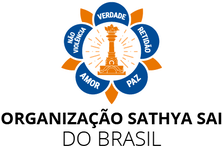 VERDADE
NÃO
VIOLÊNCIA
RETIDÃO
AMOR
PAZ
ORGANIZAÇÃO SATHYA SAI
DO BRASIL